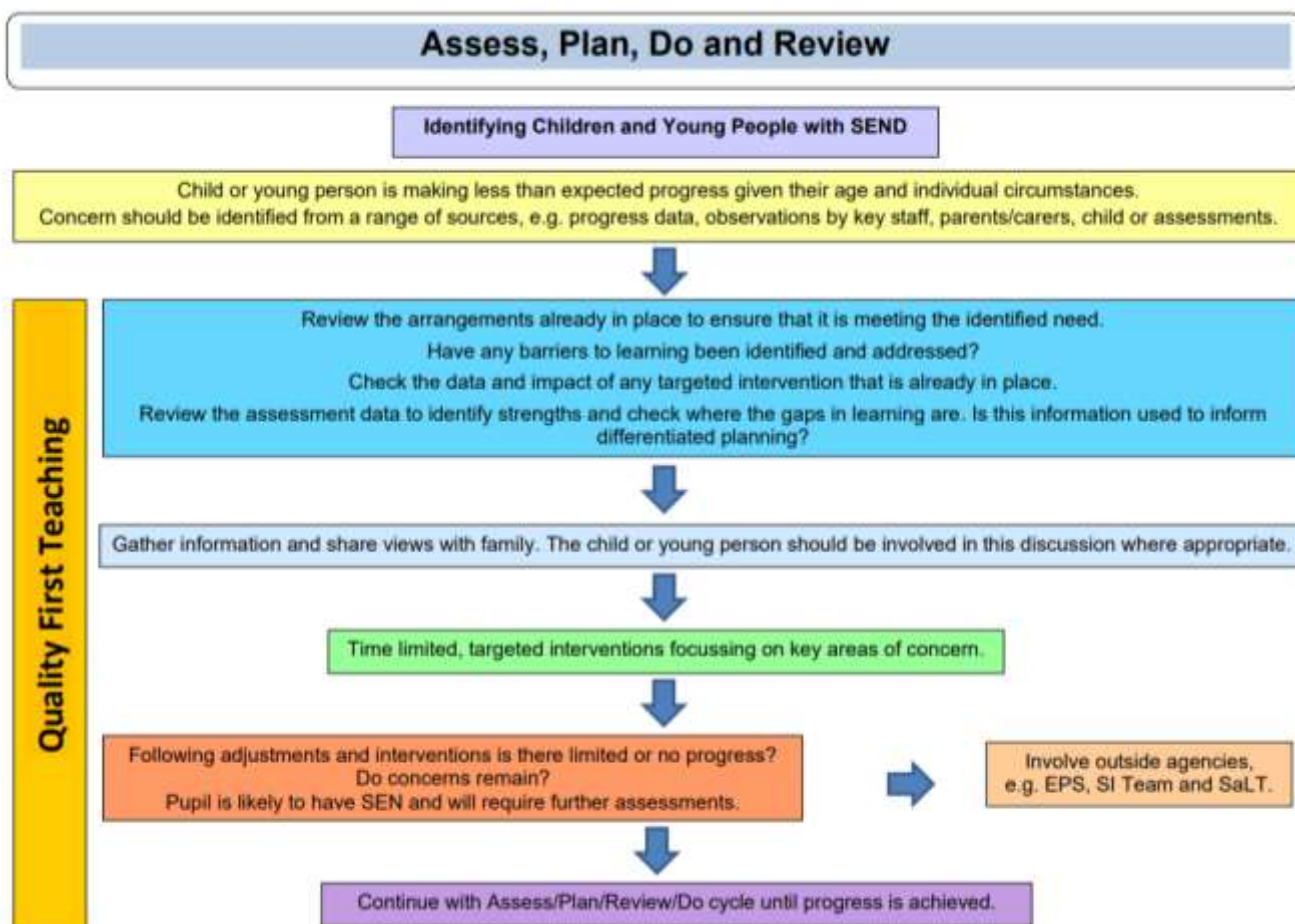 Assess, Plan, Do and Review
Identifying Children and Young People with SEND
Child or young person is making less than expected progress given their age and individual circumstances.
Concern should be identified from a range of sources, e.g. progress data, observations by key staff, parents/carers, child or assessments.
Quality First Teaching
Review the arrangements already in place to ensure that it is meeting the identified need.
Have any barriers to learning been identified and addressed?
Check the data and impact of any targeted intervention that is already in place.
Review the assessment data to identify strengths and check where the gaps in learning are. Is this information used to inform
differentiated planning?
Gather information and share views with family. The child or young person should be involved in this discussion where appropriate.
Time limited, targeted interventions focussing on key areas of concern.
Following adjustments and interventions is there limited or no progress?
Do concerns remain?
Pupil is likely to have SEN and will require further assessments.
Involve outside agencies,
e.g. EPS, SI Team and SaLT.
Continue with Assess/Plan/Review/Do cycle until progress is achieved.